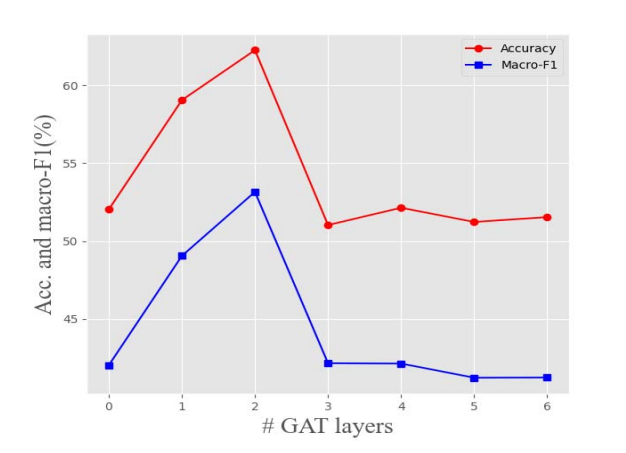 Accuracy
Macro-F1
60
55
50
45
Acc. and macro-F1(%)
0 1 2 3 4 5 6
# GAT layers